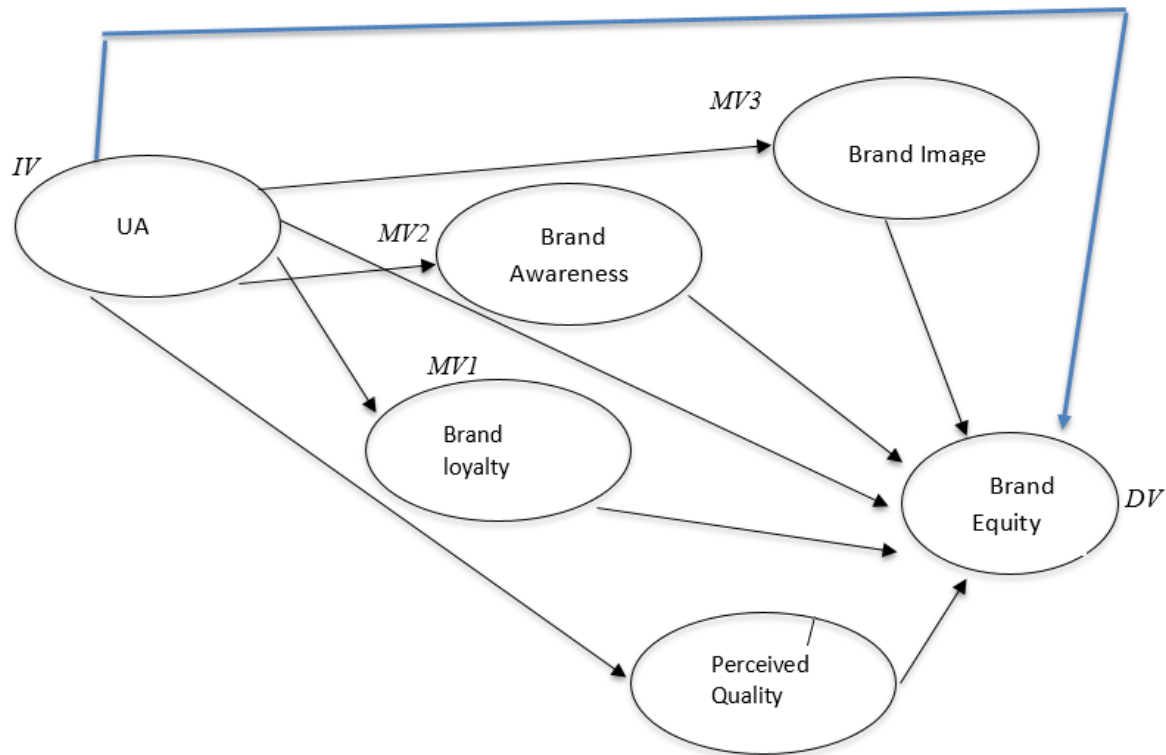 MV3
Brand Image
IV
UA
MV2
Brand
Awareness
MV1
Brand
loyalty
Brand
Equity
DV
Perceived
Quality